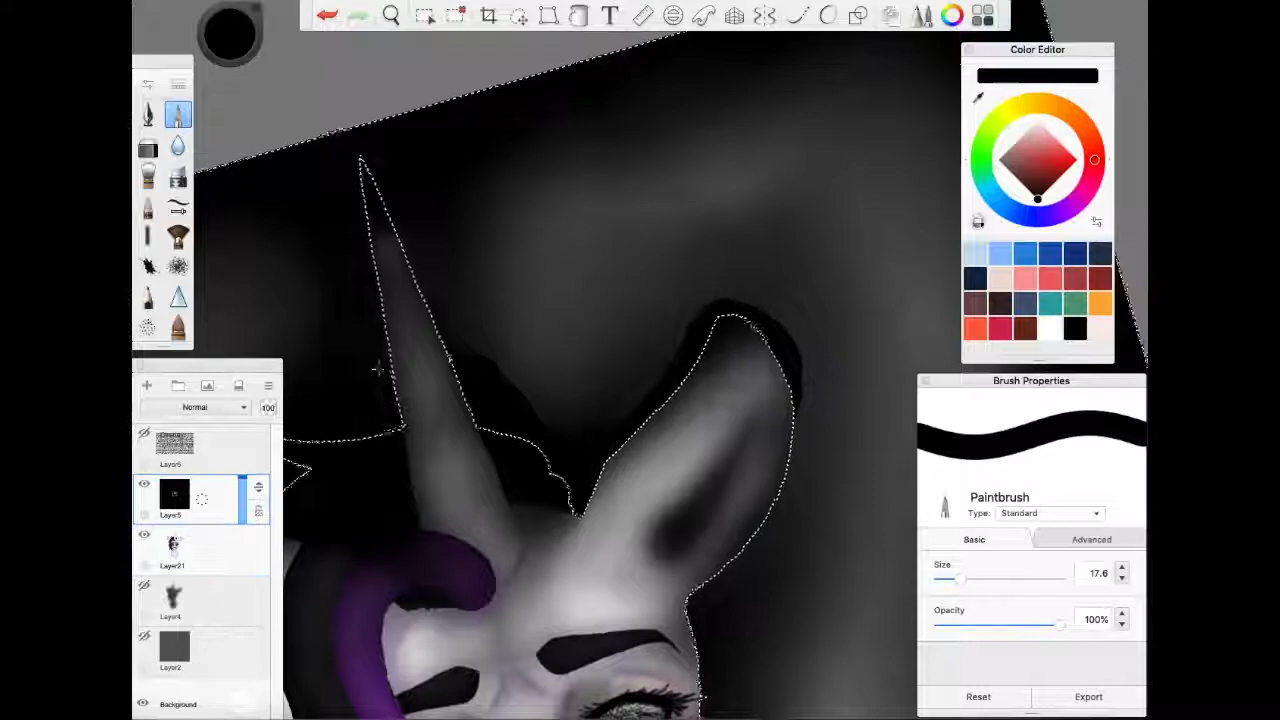 T
Color Editor
Normal
100
Layer6
Layer5
Layer21
Layer4
Layer2
Background
Brush Properties
Paintbrush
Type: Standard
Basic
Advanced
Size
17.6
Opacity
100%
Reset
Export